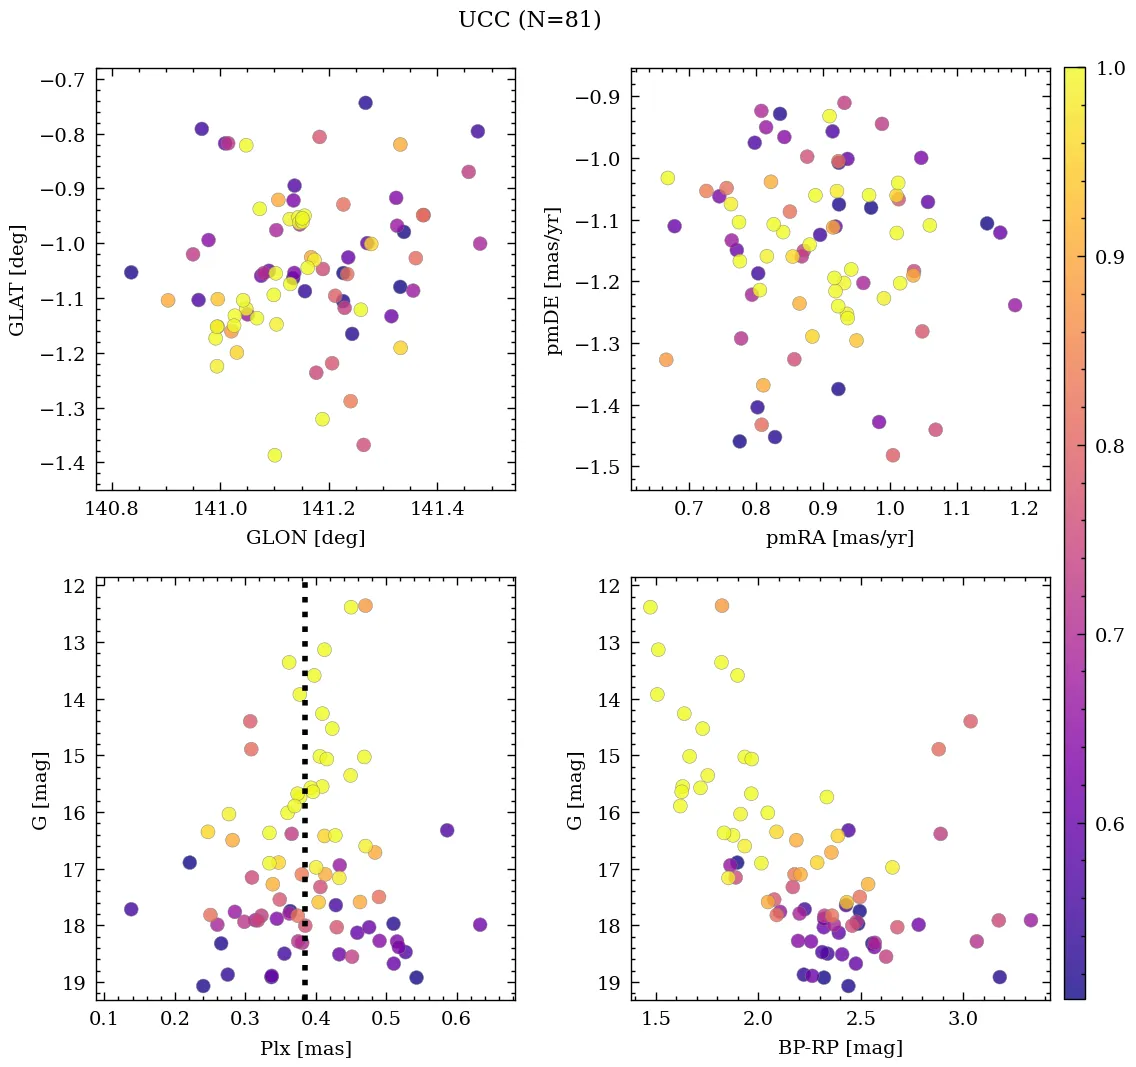 UCC (N=81)
−0.7
−0.8
−0.9
−1.0
−1.1
−1.2
−1.3
−1.4
GLAT [deg]
140.8 141.0 141.2 141.4
GLON [deg]
−0.9
−1.0
−1.1
−1.2
−1.3
−1.4
−1.5
pmDE [mas/yr]
0.7 0.8 0.9 1.0 1.1 1.2
pmRA [mas/yr]
12
13
14
15
16
17
18
19
G [mag]
0.1 0.2 0.3 0.4 0.5 0.6
Plx [mas]
12
13
14
15
16
17
18
19
G [mag]
1.5 2.0 2.5 3.0
BP-RP [mag]
1.0
0.9
0.8
0.7
0.6